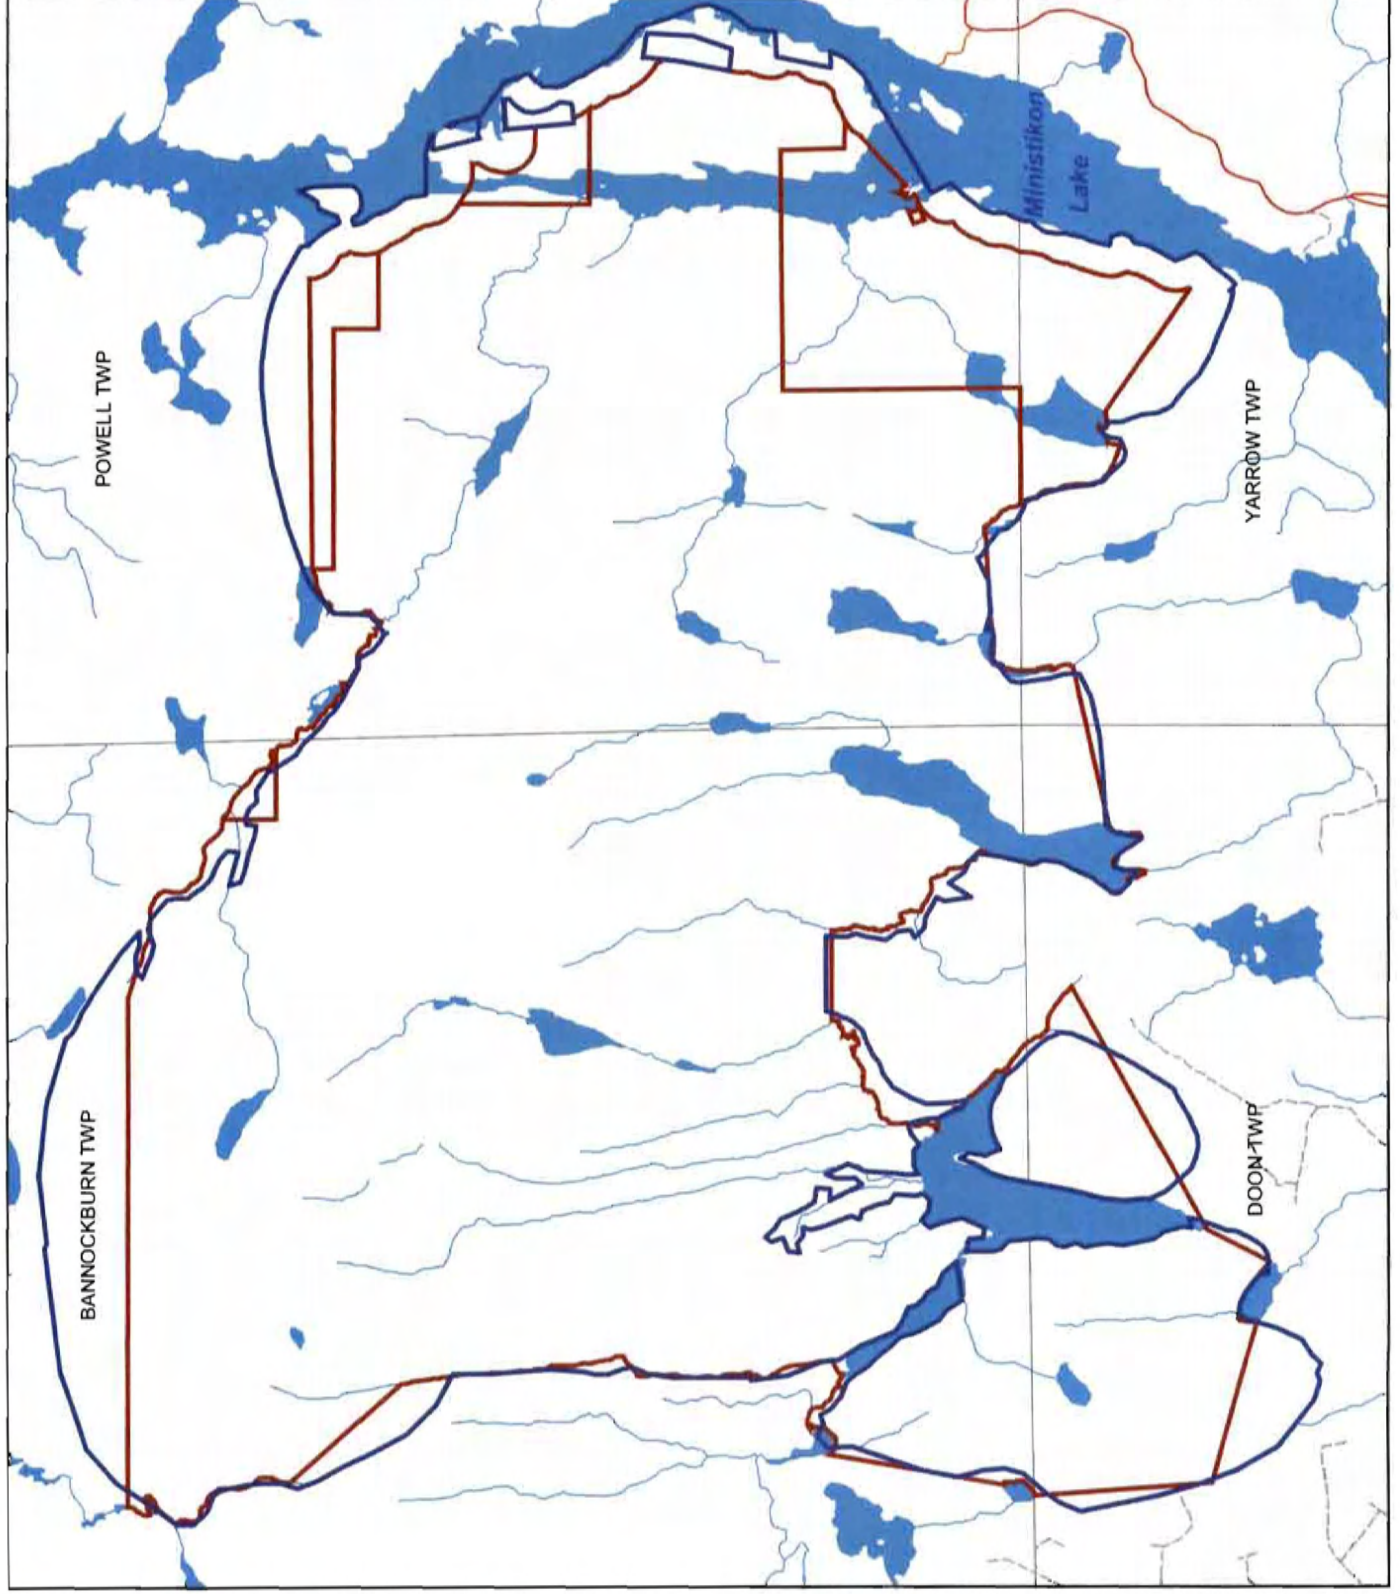 POWELL TWP
BANNOCKBURN TWP
Ministikon
Lake
YARROW TWP
DOON TWP